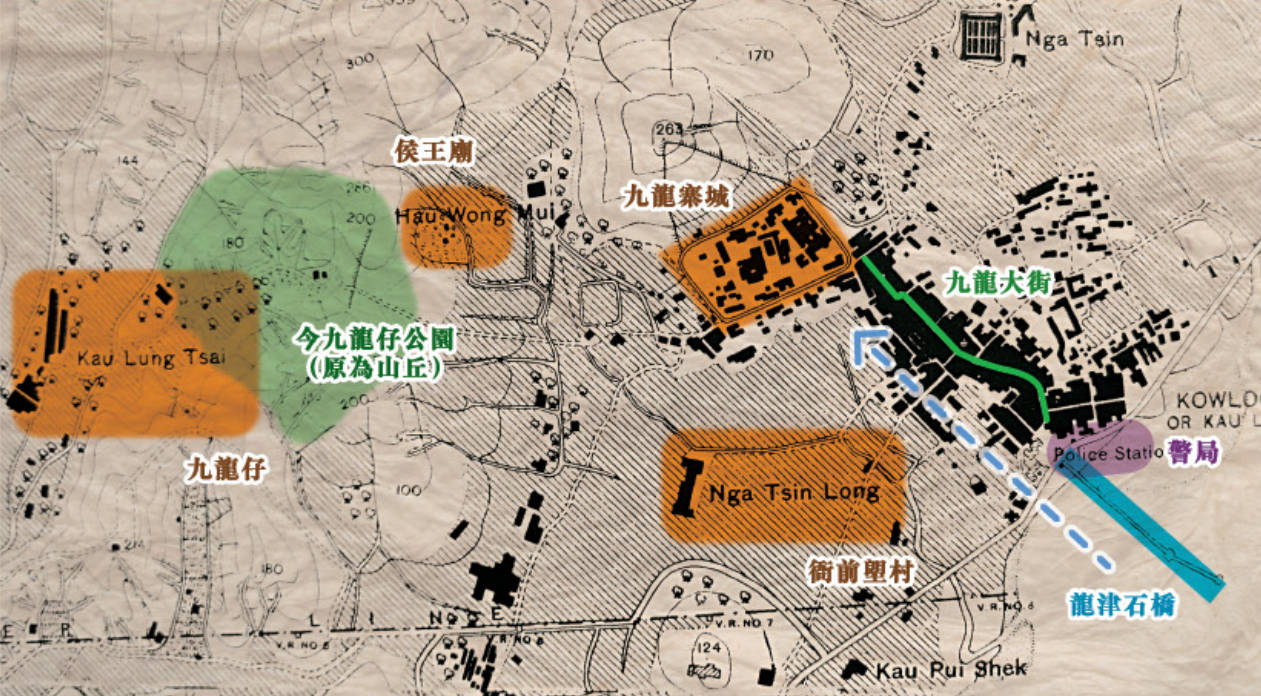 300
170
Nga Tsin
144
侯王廟
263
286
200
九龍寨城
Hau Wong Mui
180
九龍大街
Kau Lung Tsai
今九龍仔公園
(原為山丘)
200
KOWLO
OR KAU L
Police Statio
警局
九龍仔
100
Nga Tsin Long
衙前塱村
214
180
龍津石橋
E R L I N E
V.R.NO.6
V.R.NO.7
V.R.NO.8
124
Kau Pui Shek